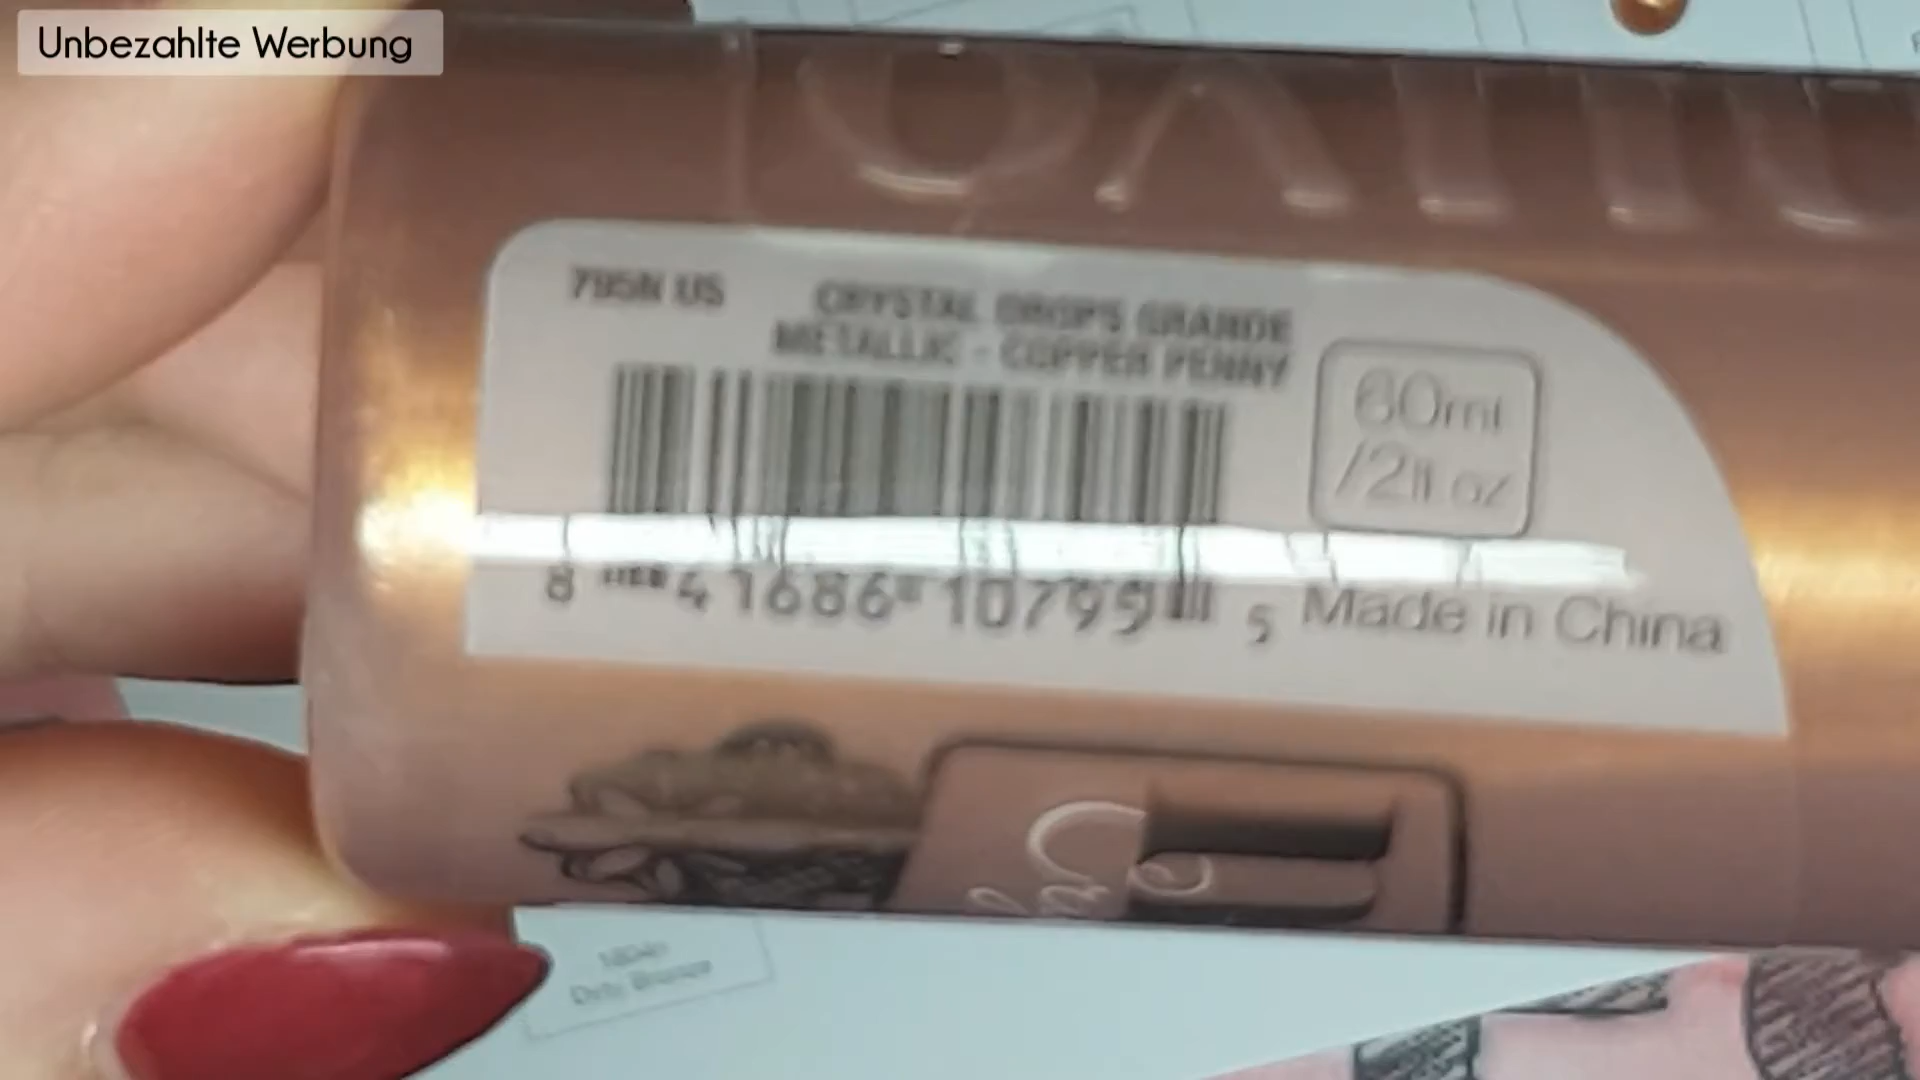 Unbezahlte Werbung
795N US
CRYSTAL DROPS GRANDE
METALLIC - COPPER PENNY
60ml
/2fl oz
8 41686 10795 5
Made in China